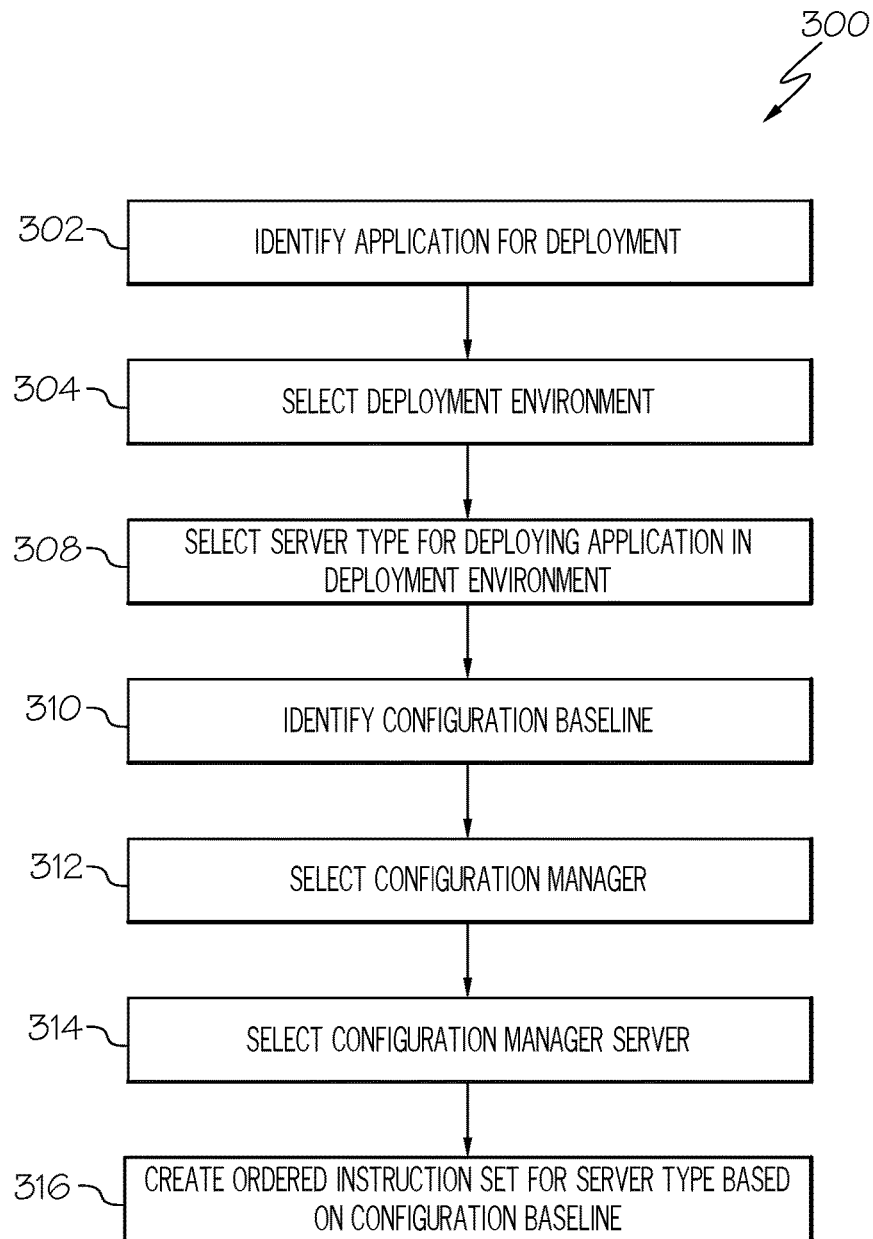 300
302
IDENTIFY APPLICATION FOR DEPLOYMENT
304
SELECT DEPLOYMENT ENVIRONMENT
308
SELECT SERVER TYPE FOR DEPLOYING APPLICATION IN
DEPLOYMENT ENVIRONMENT
310
IDENTIFY CONFIGURATION BASELINE
312
SELECT CONFIGURATION MANAGER
314
SELECT CONFIGURATION MANAGER SERVER
316
CREATE ORDERED INSTRUCTION SET FOR SERVER TYPE BASED
ON CONFIGURATION BASELINE